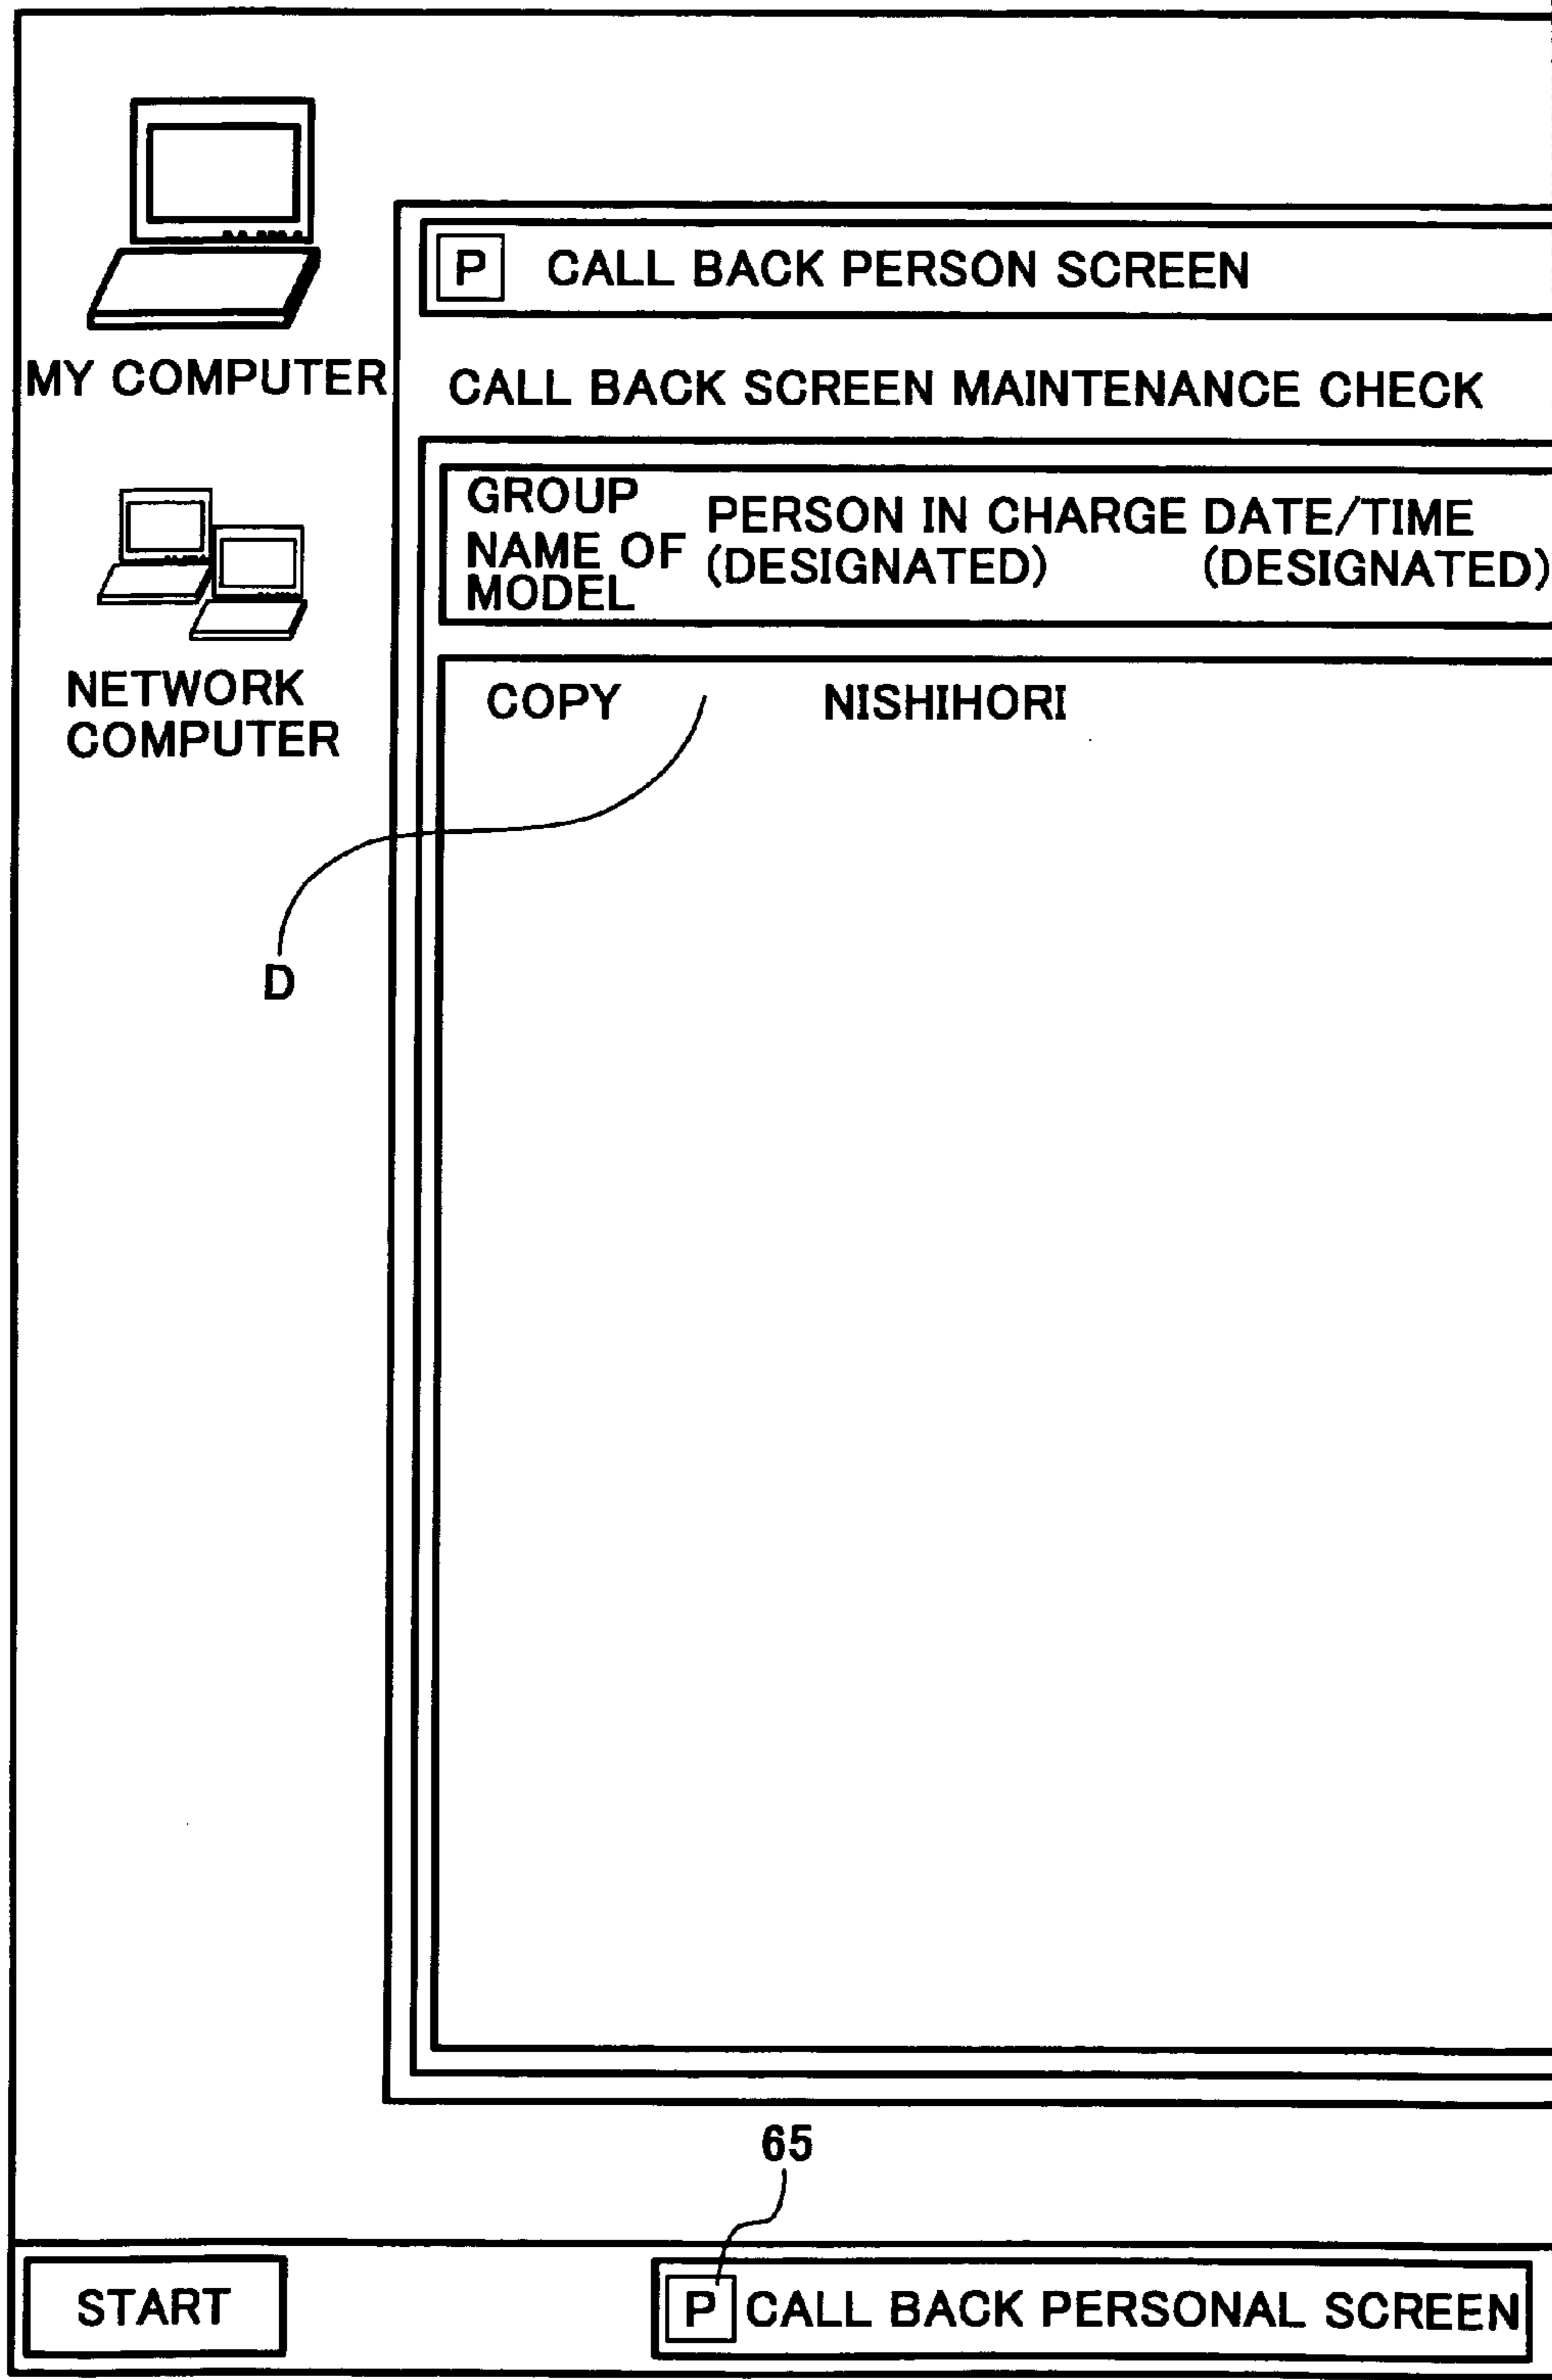 MY COMPUTER
NETWORK
COMPUTER
P CALL BACK PERSON SCREEN
CALL BACK SCREEN MAINTENANCE CHECK
GROUP
NAME OF
MODEL
PERSON IN CHARGE
(DESIGNATED)
DATE/TIME
(DESIGNATED)
COPY NISHIHORI
D
65
START
P CALL BACK PERSONAL SCREEN